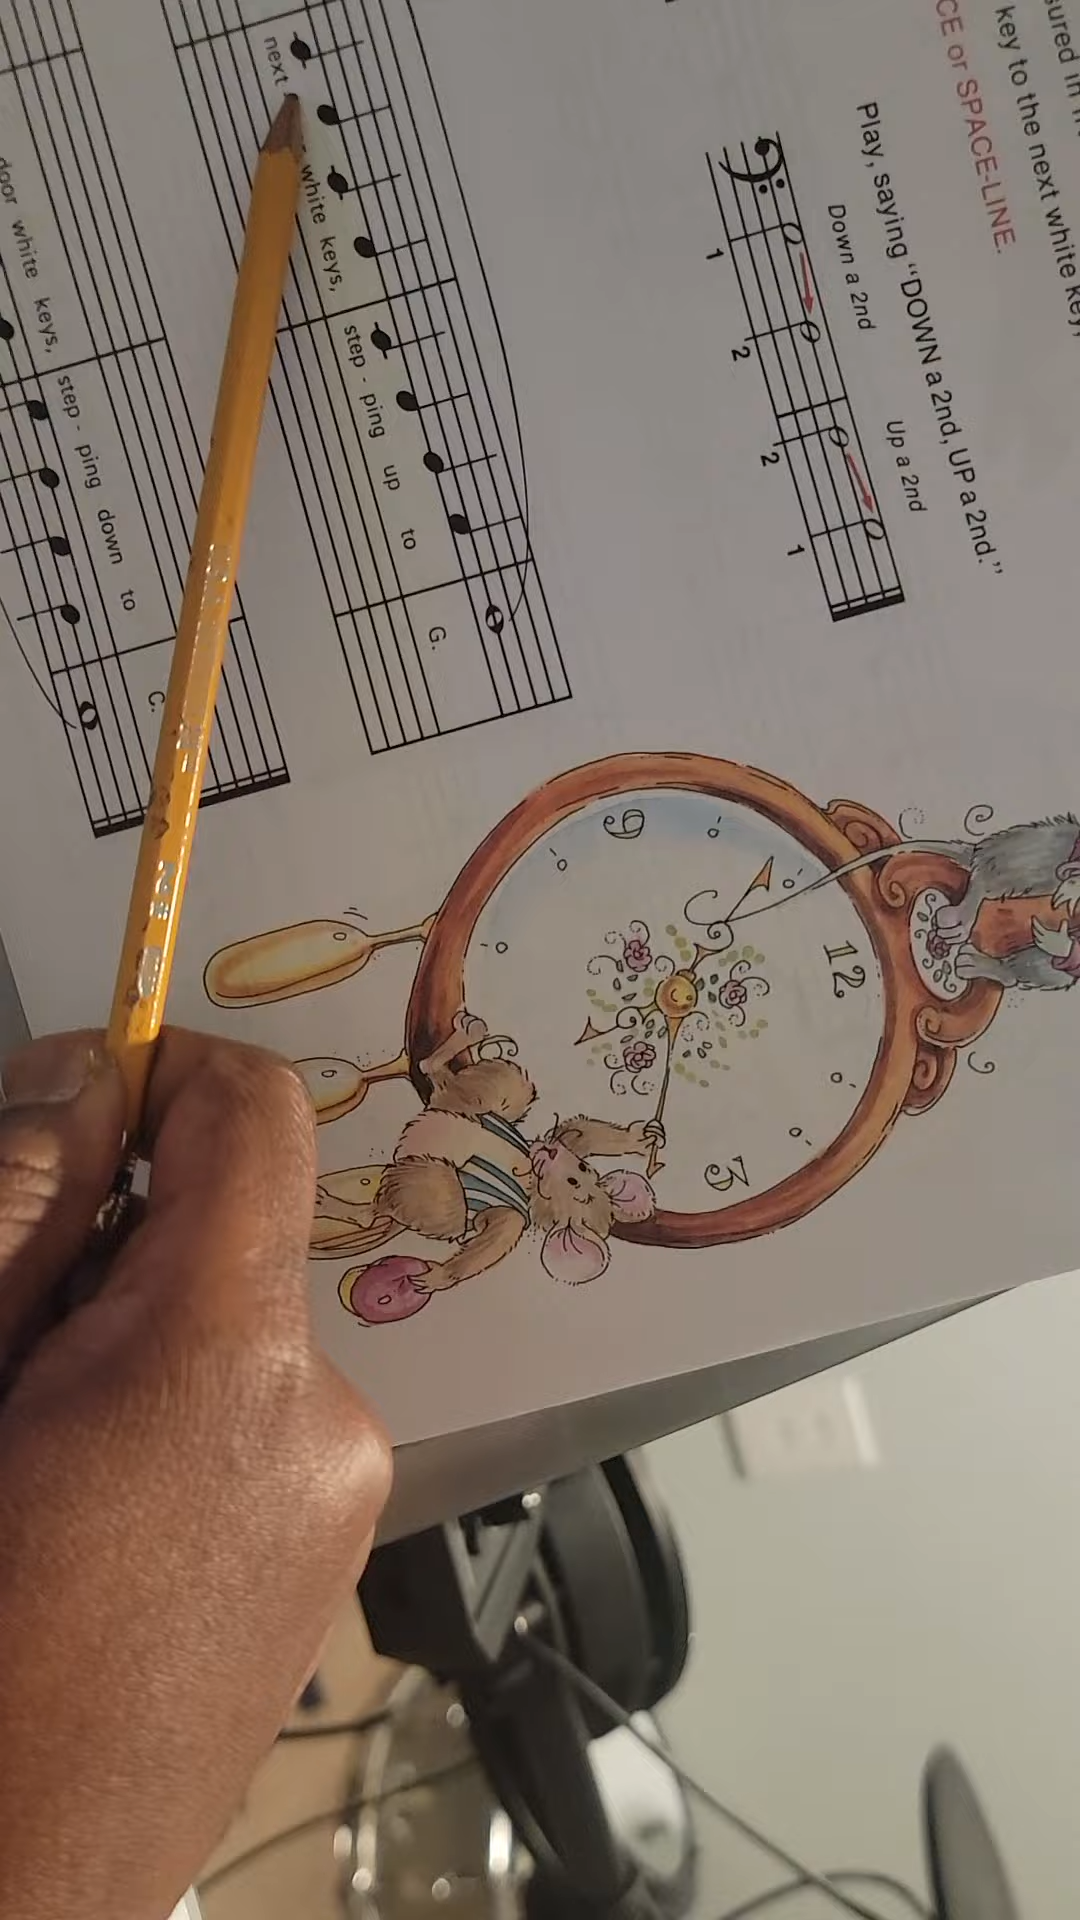 sured in
key to the next white key,
CE or SPACE-LINE.
Play, saying “DOWN a 2nd, UP a 2nd.”
Down a 2nd Up a 2nd
1 2 2 1
next white keys, step - ping up to G.
door white keys, step - ping down to C.
9 12 3